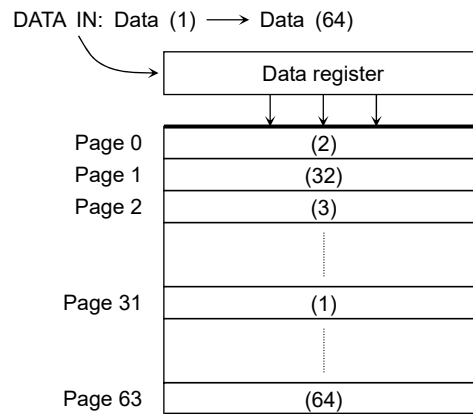 DATA IN: Data (1) ⟶ Data (64)
Data register
Page 0 (2)
Page 1 (32)
Page 2 (3)
Page 31 (1)
Page 63 (64)